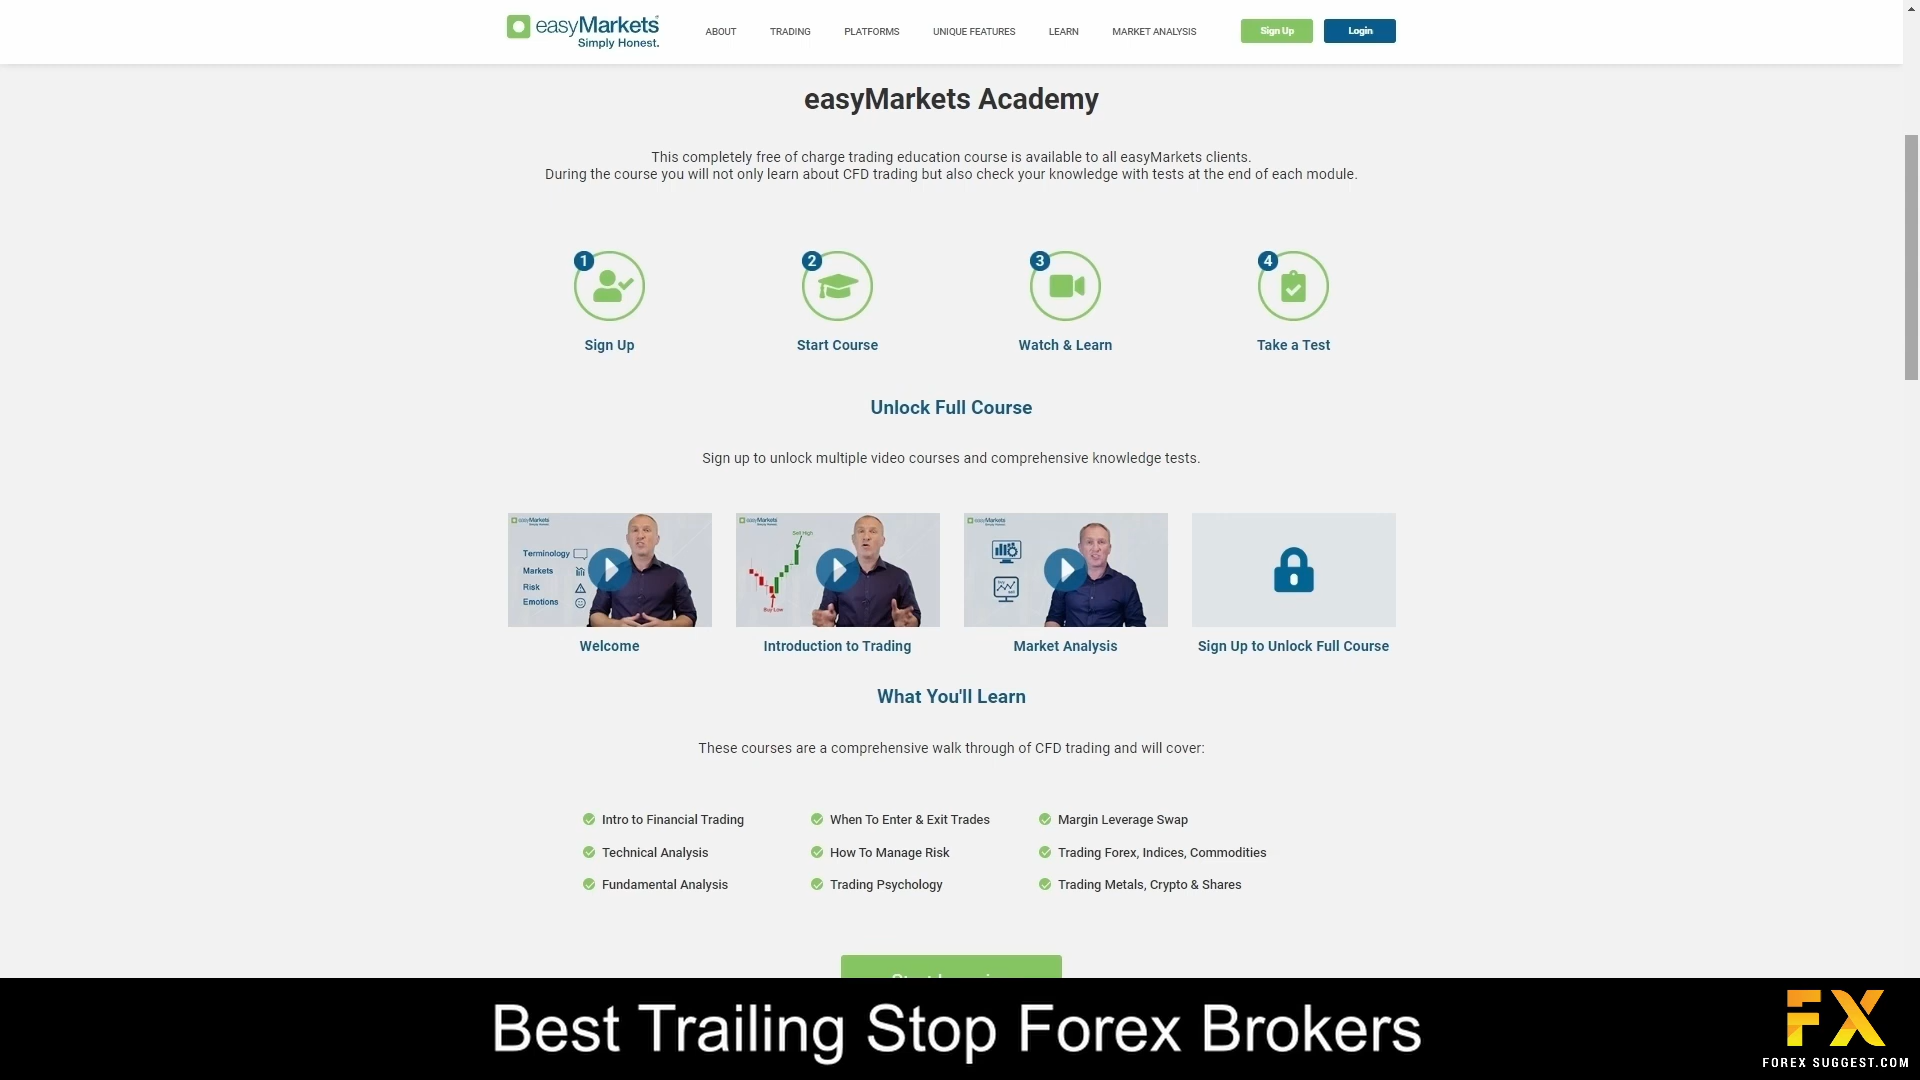 easyMarkets
Simply Honest.
ABOUT
TRADING
PLATFORMS
UNIQUE FEATURES
LEARN
MARKET ANALYSIS
Sign Up
Login
easyMarkets Academy
This completely free of charge trading education course is available to all easyMarkets clients.
During the course you will not only learn about CFD trading but also check your knowledge with tests at the end of each module.
1
2
3
4
Sign Up
Start Course
Watch & Learn
Take a Test
Unlock Full Course
Sign up to unlock multiple video courses and comprehensive knowledge tests.
easyMarkets
Terminology
Markets
Risk
Emotions
easyMarkets
Sell High
Buy Low
easyMarkets
Welcome
Introduction to Trading
Market Analysis
Sign Up to Unlock Full Course
What You'll Learn
These courses are a comprehensive walk through of CFD trading and will cover:
Intro to Financial Trading
When To Enter & Exit Trades
Margin Leverage Swap
Technical Analysis
How To Manage Risk
Trading Forex, Indices, Commodities
Fundamental Analysis
Trading Psychology
Trading Metals, Crypto & Shares
Best Trailing Stop Forex Brokers
FX
FOREX SUGGEST.COM